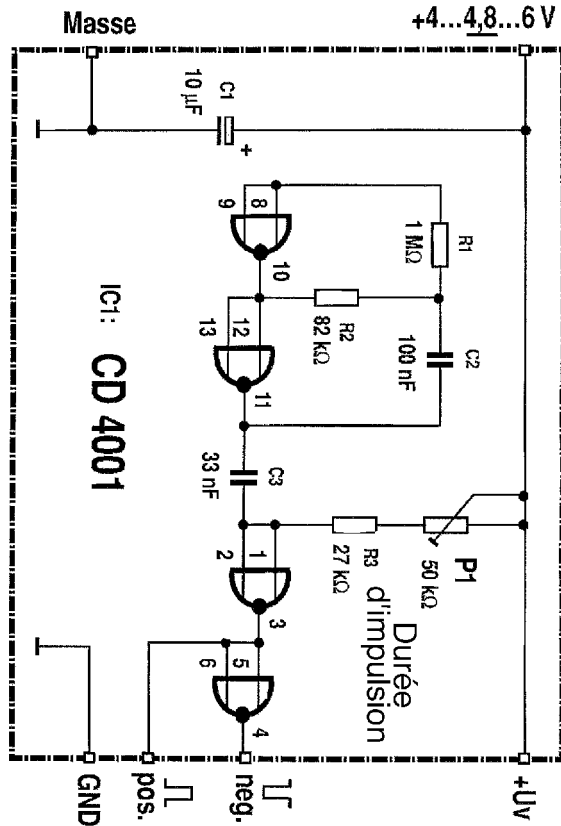 Masse
+4...4,8...6 V
C1
10 µF
+
9
8
10
R1
1 MΩ
13
12
11
R2
82 kΩ
C2
100 nF
IC1: CD 4001
C3
33 nF
2
1
3
R3
27 kΩ
P1
50 kΩ
Durée
d'impulsion
6
5
4
GND
pos.
neg.
+Uv